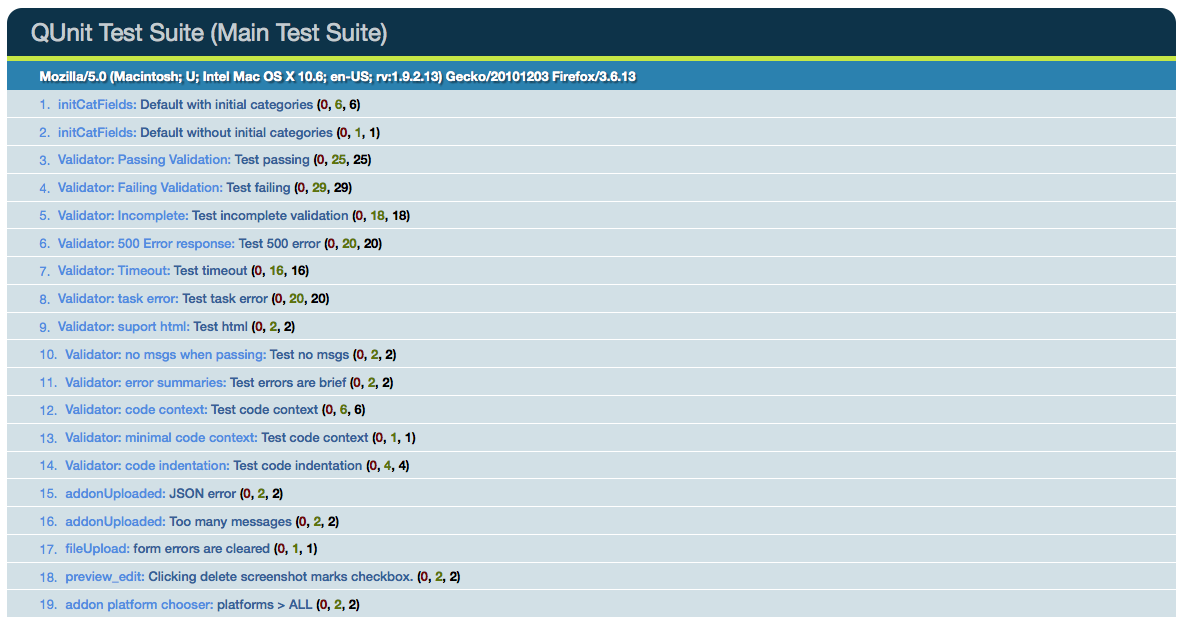 QUnit Test Suite (Main Test Suite)
Mozilla/5.0 (Macintosh; U; Intel Mac OS X 10.6; en-US; rv:1.9.2.13) Gecko/20101203 Firefox/3.6.13
1. initCatFields: Default with initial categories (0, 6, 6)
2. initCatFields: Default without initial categories (0, 1, 1)
3. Validator: Passing Validation: Test passing (0, 25, 25)
4. Validator: Failing Validation: Test failing (0, 29, 29)
5. Validator: Incomplete: Test incomplete validation (0, 18, 18)
6. Validator: 500 Error response: Test 500 error (0, 20, 20)
7. Validator: Timeout: Test timeout (0, 16, 16)
8. Validator: task error: Test task error (0, 20, 20)
9. Validator: suport html: Test html (0, 2, 2)
10. Validator: no msgs when passing: Test no msgs (0, 2, 2)
11. Validator: error summaries: Test errors are brief (0, 2, 2)
12. Validator: code context: Test code context (0, 6, 6)
13. Validator: minimal code context: Test code context (0, 1, 1)
14. Validator: code indentation: Test code indentation (0, 4, 4)
15. addonUploaded: JSON error (0, 2, 2)
16. addonUploaded: Too many messages (0, 2, 2)
17. fileUpload: form errors are cleared (0, 1, 1)
18. preview_edit: Clicking delete screenshot marks checkbox. (0, 2, 2)
19. addon platform chooser: platforms > ALL (0, 2, 2)